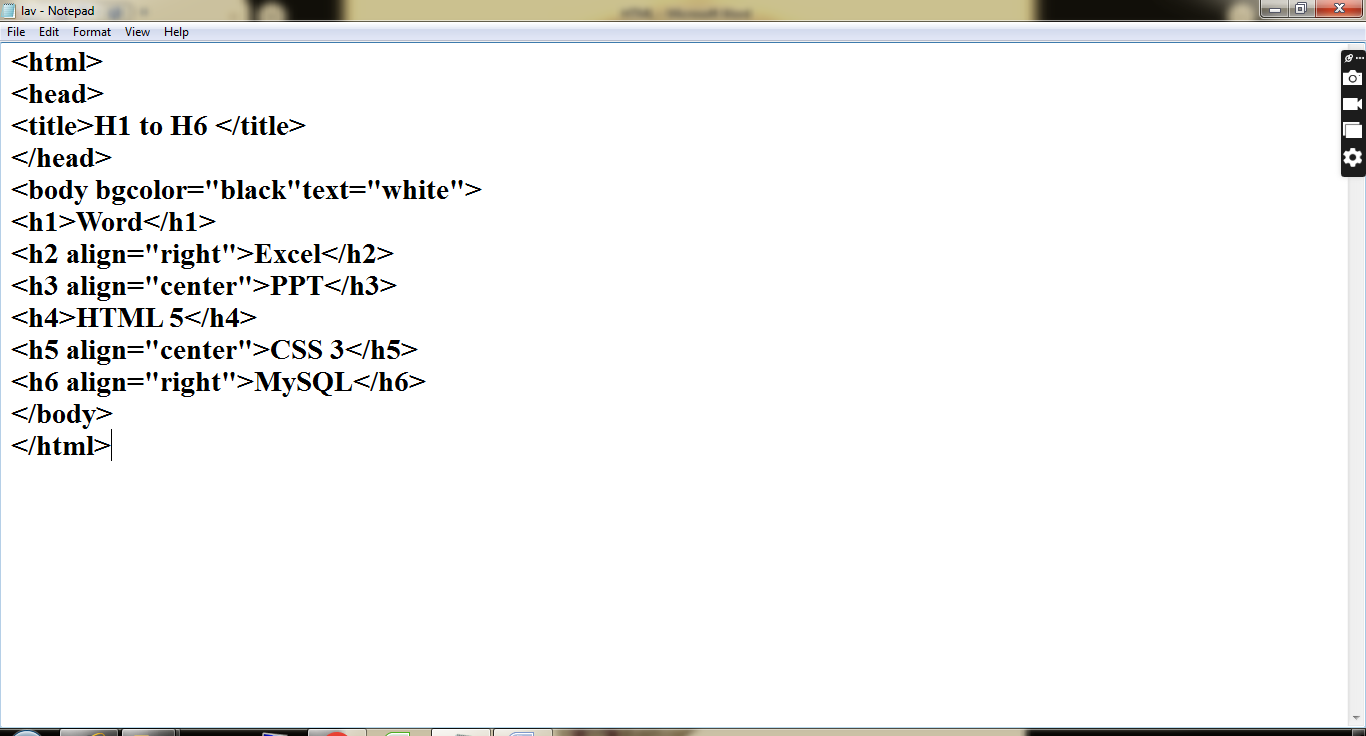 lav - Notepad
File Edit Format View Help
<html>
<head>
<title>H1 to H6 </title>
</head>
<body bgcolor="black"text="white">
<h1>Word</h1>
<h2 align="right">Excel</h2>
<h3 align="center">PPT</h3>
<h4>HTML 5</h4>
<h5 align="center">CSS 3</h5>
<h6 align="right">MySQL</h6>
</body>
</html>